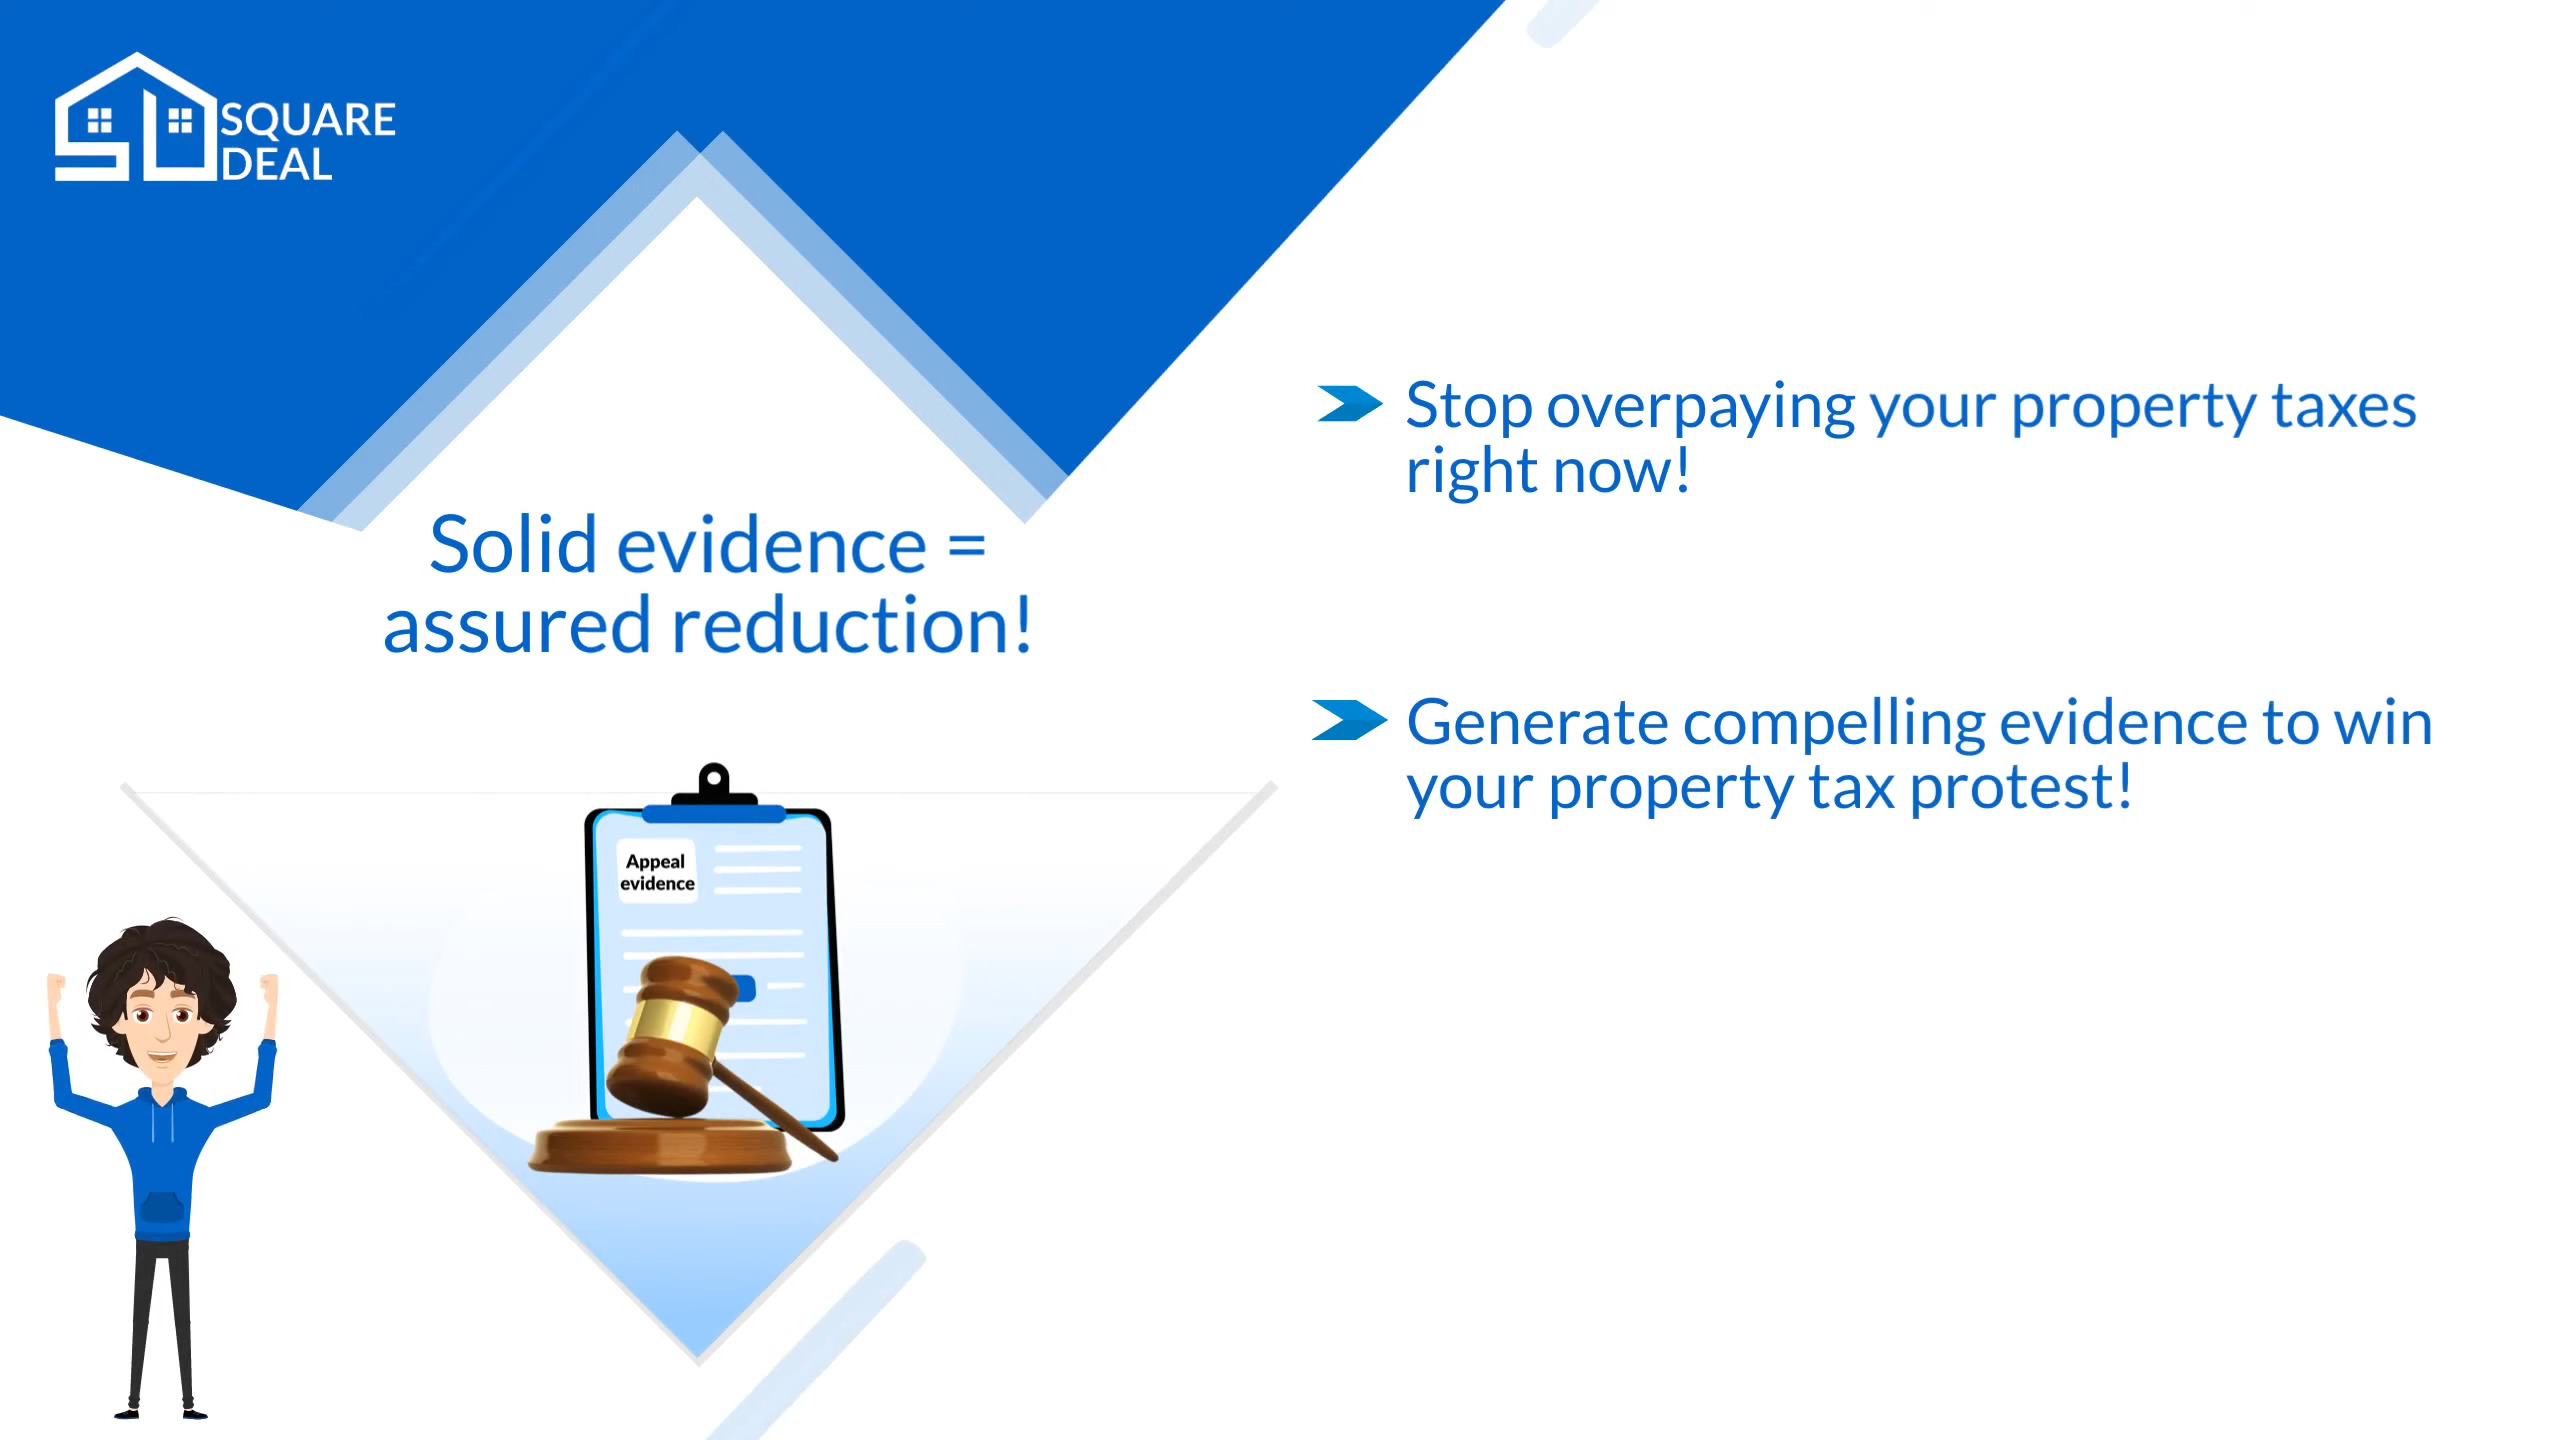 SQUARE
DEAL
Solid evidence =
assured reduction!
Appeal
evidence
Stop overpaying your property taxes
right now!
Generate compelling evidence to win
your property tax protest!